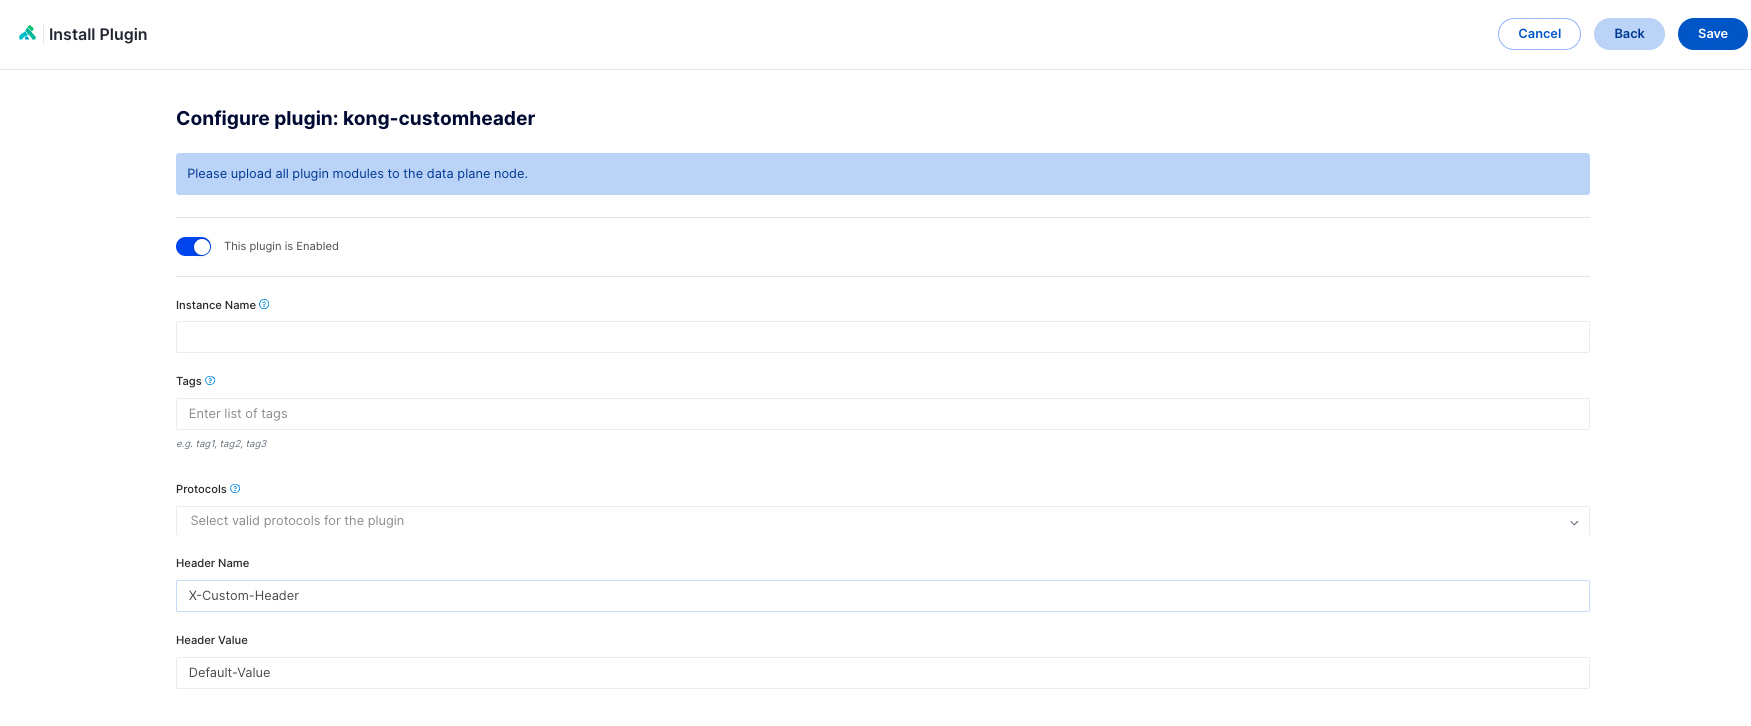 Install Plugin
Cancel
Back
Save
Configure plugin: kong-customheader
Please upload all plugin modules to the data plane node.
This plugin is Enabled
Instance Name
Tags
Enter list of tags
e.g. tag1, tag2, tag3
Protocols
Select valid protocols for the plugin
Header Name
X-Custom-Header
Header Value
Default-Value